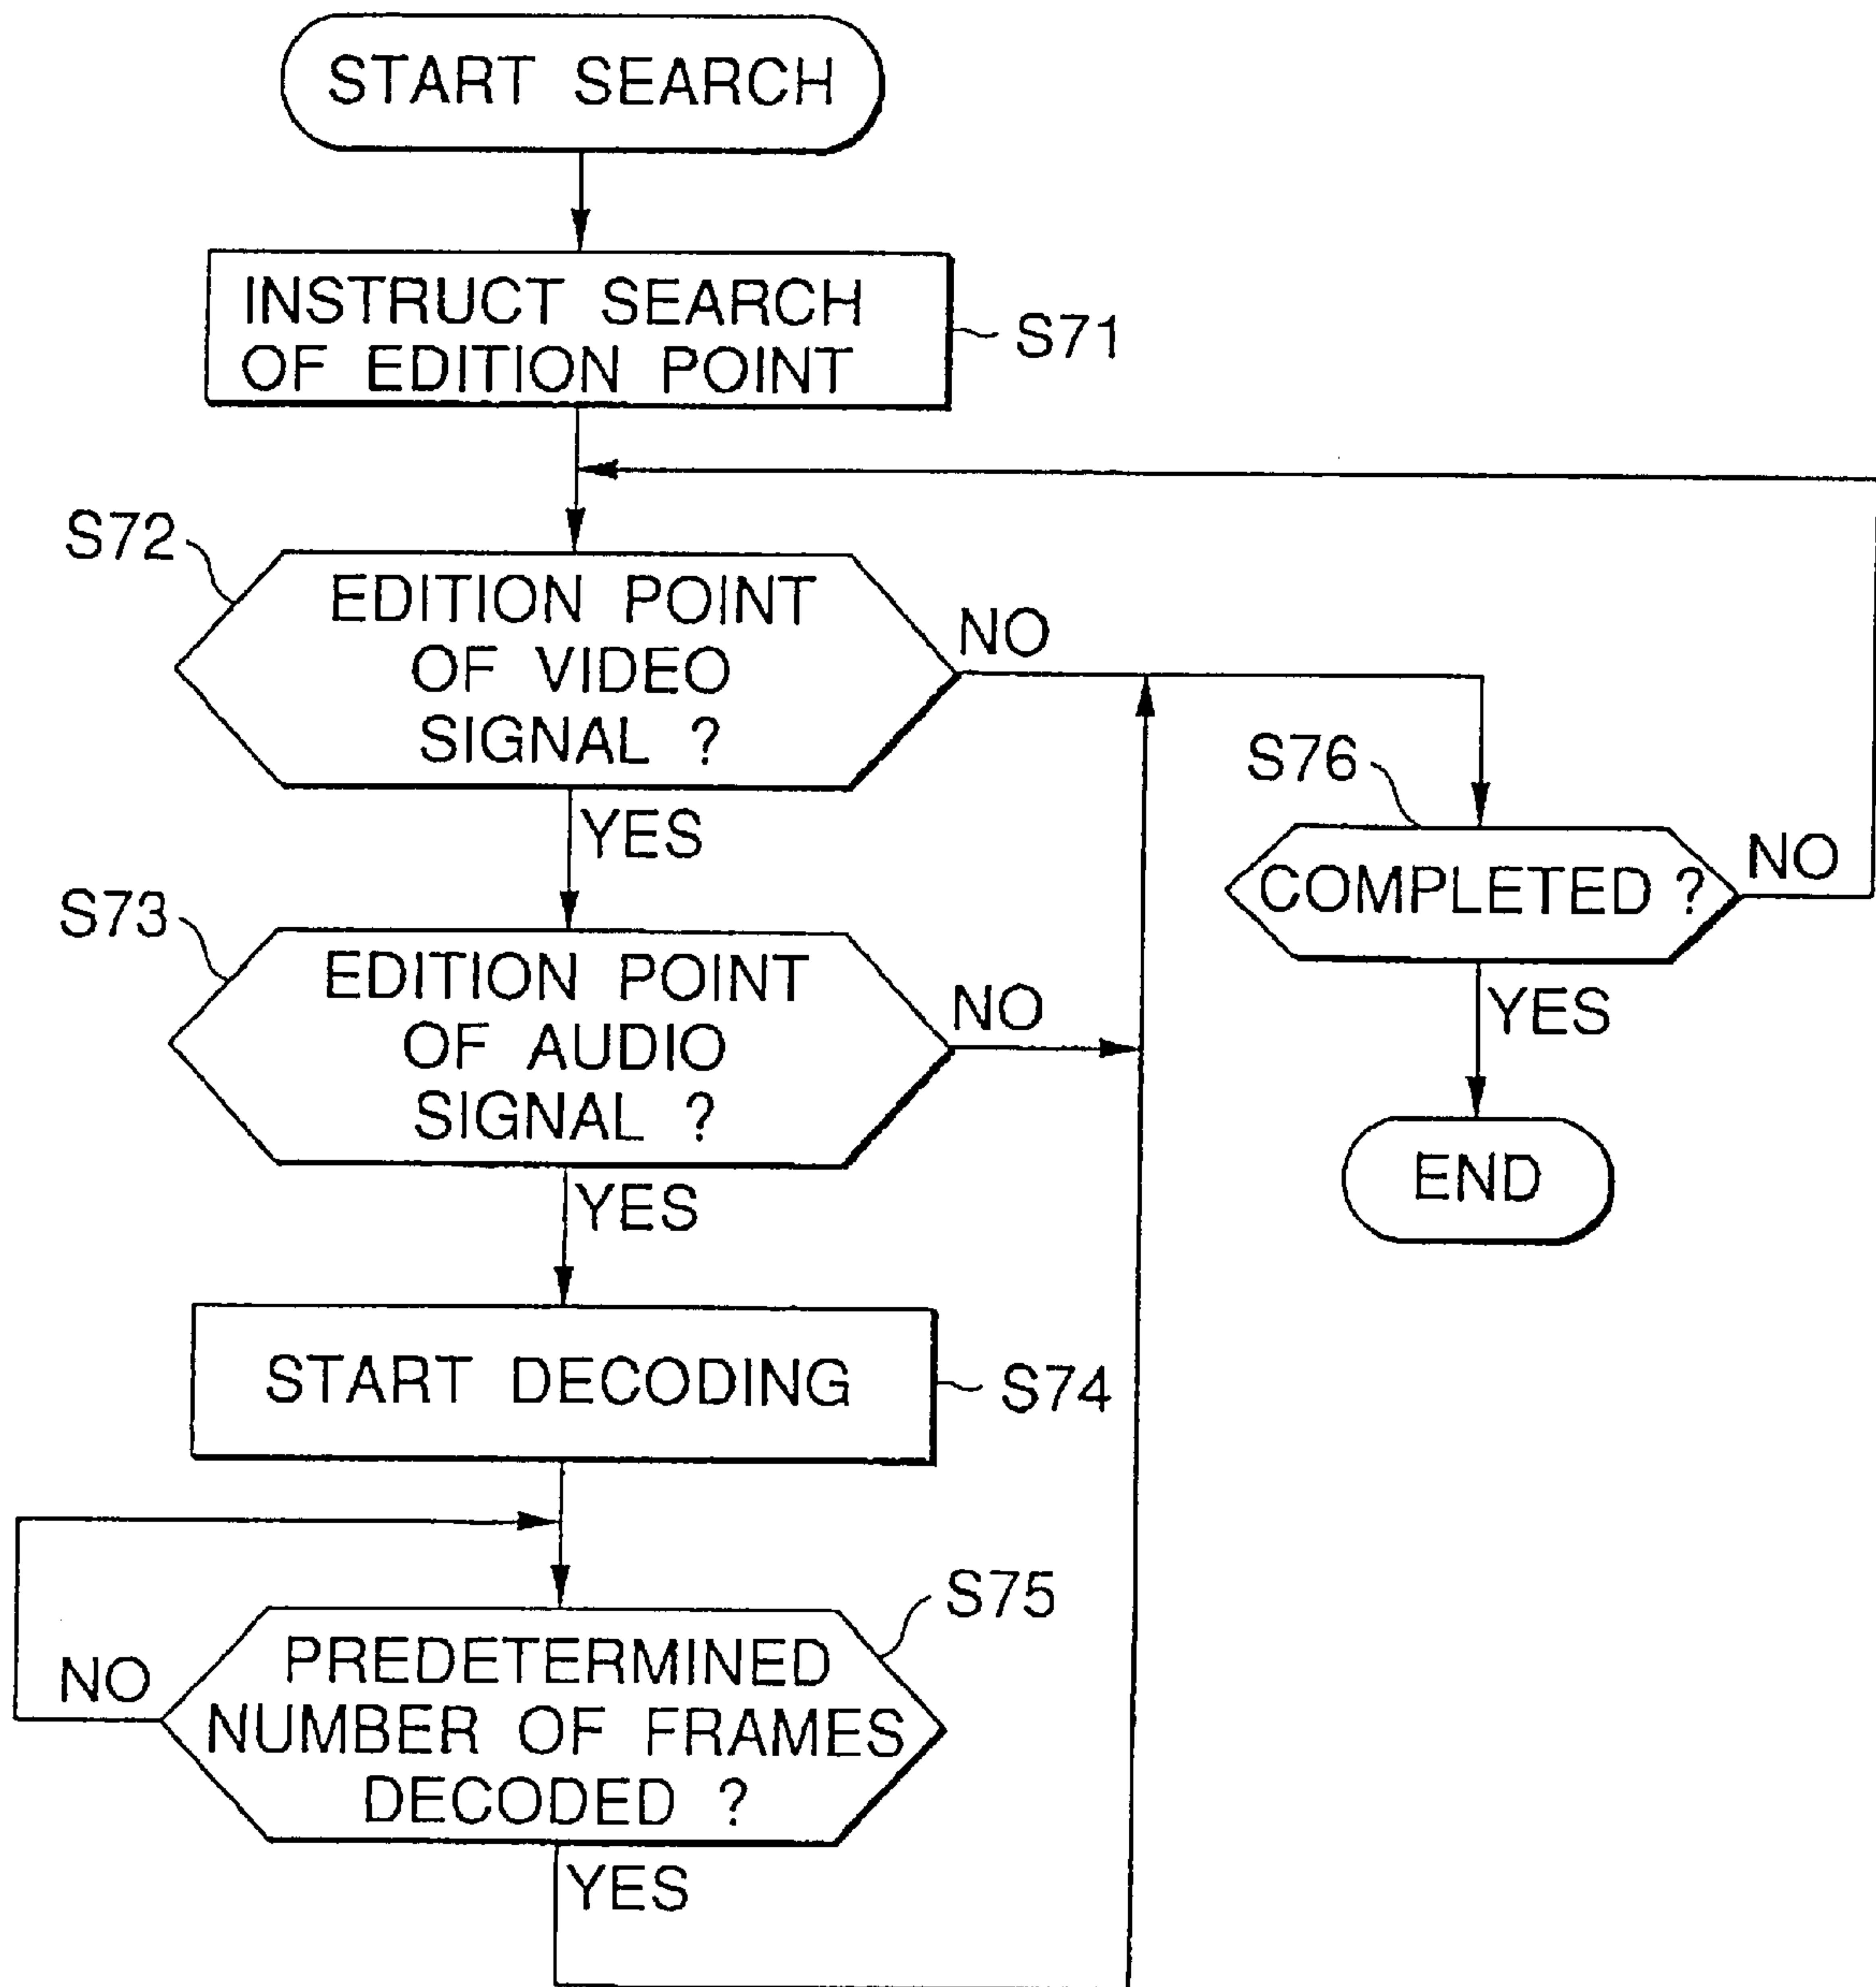 START SEARCH
INSTRUCT SEARCH
OF EDITION POINT
S71
S72
EDITION POINT
OF VIDEO
SIGNAL ?
NO
YES
S76
COMPLETED ?
NO
YES
END
S73
EDITION POINT
OF AUDIO
SIGNAL ?
NO
YES
START DECODING
S74
S75
PREDETERMINED
NUMBER OF FRAMES
DECODED ?
NO
YES